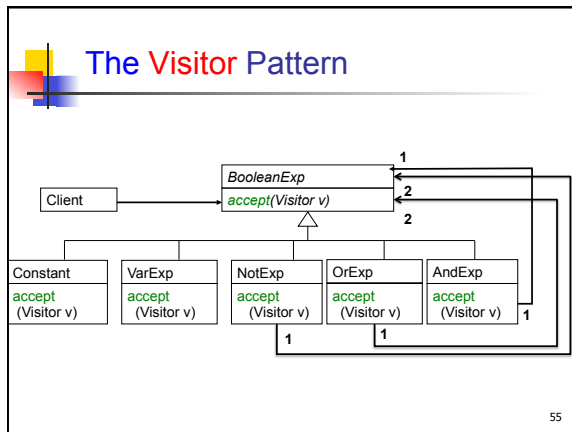 The Visitor Pattern
1
BooleanExp
2
Client
accept(Visitor v)
2
Constant
VarExp
NotExp
OrExp
AndExp
accept
(Visitor v)
accept
(Visitor v)
accept
(Visitor v)
accept
(Visitor v)
accept
(Visitor v)
1
1
1
55